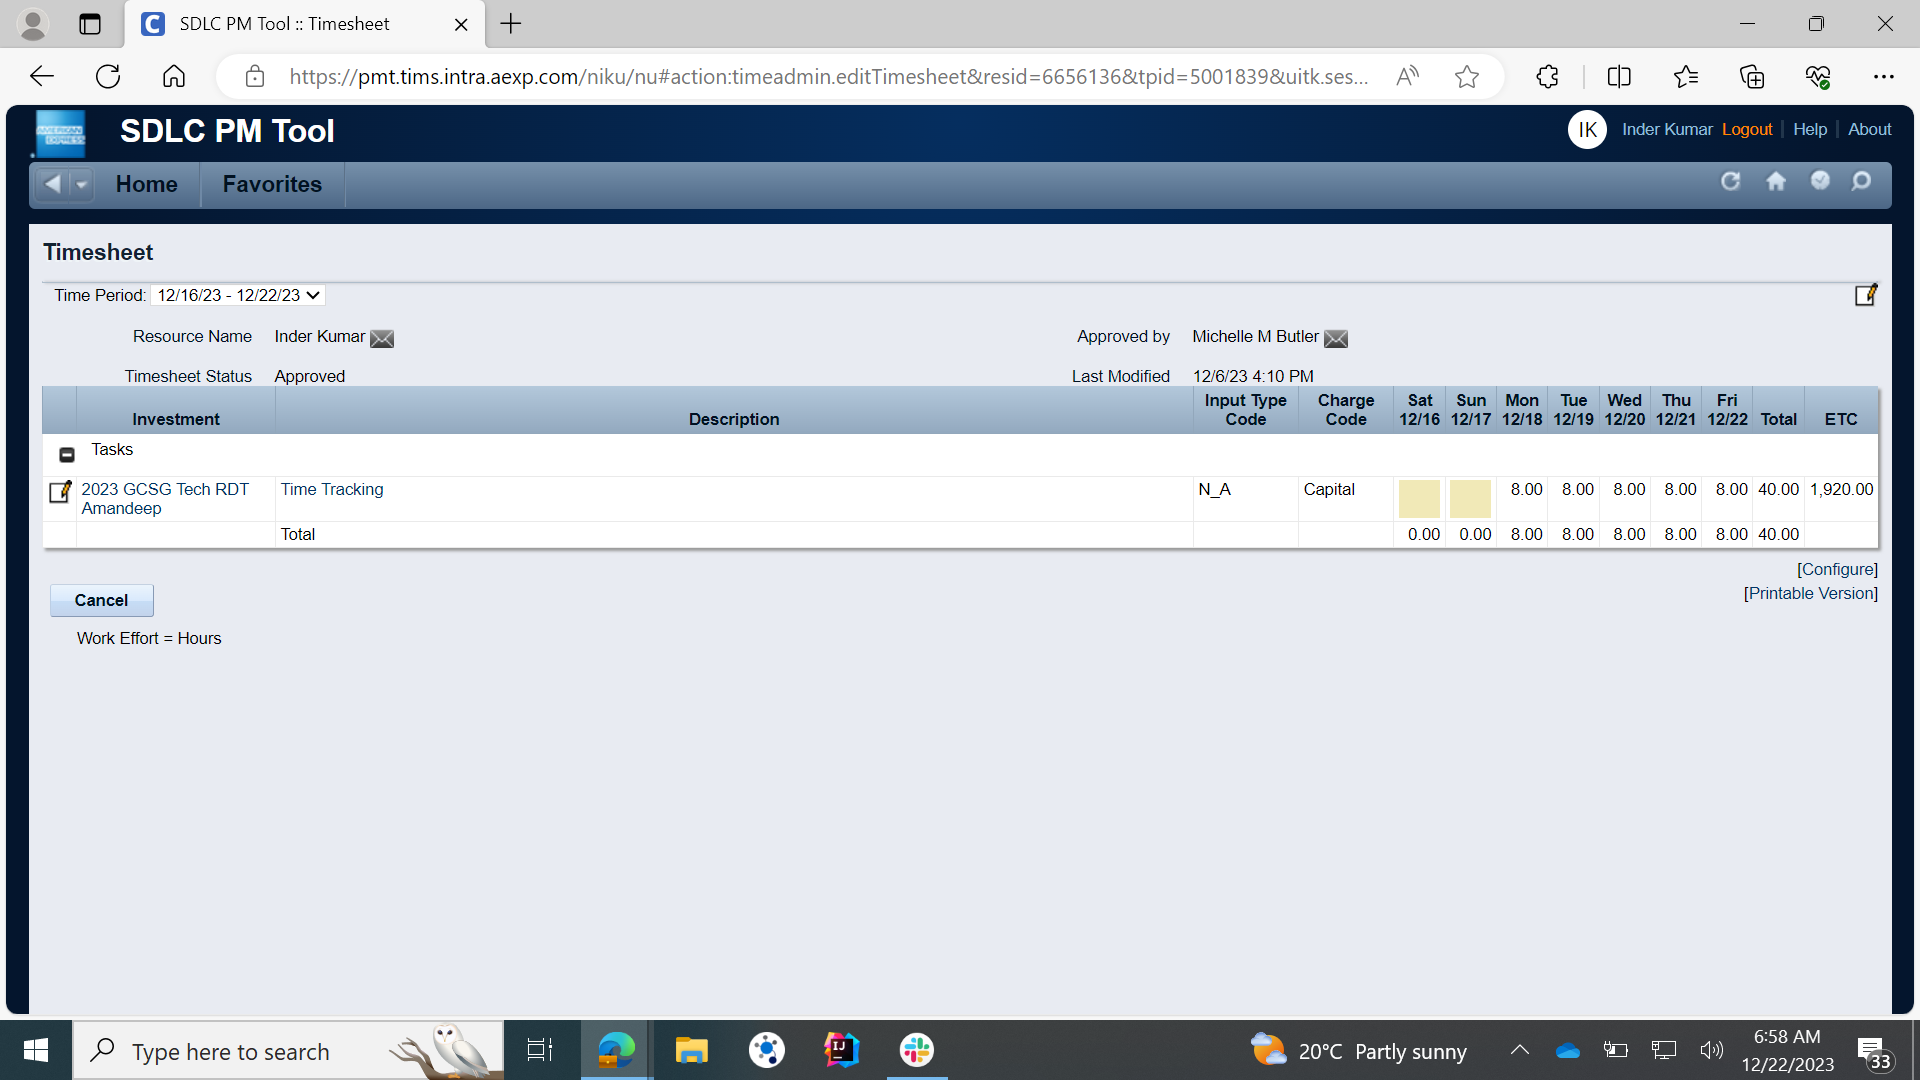 SDLC PM Tool :: Timesheet
https://pmt.tims.intra.aexp.com/niku/nu#action:timeadmin.editTimesheet&resid=6656136&tpid=5001839&uitk.ses...
AMERICAN EXPRESS
SDLC PM Tool
IK Inder Kumar Logout Help About
Home Favorites
Timesheet
Time Period: 12/16/23 - 12/22/23
Resource Name Inder Kumar Approved by Michelle M Butler
Timesheet Status Approved Last Modified 12/6/23 4:10 PM
Investment Description Input Type Code Charge Code Sat 12/16 Sun 12/17 Mon 12/18 Tue 12/19 Wed 12/20 Thu 12/21 Fri 12/22 Total ETC
Tasks
2023 GCSG Tech RDT Amandeep Time Tracking N_A Capital 8.00 8.00 8.00 8.00 8.00 40.00 1,920.00
Total 0.00 0.00 8.00 8.00 8.00 8.00 8.00 40.00
[Configure]
[Printable Version]
Cancel
Work Effort = Hours
Type here to search
20°C Partly sunny
6:58 AM
12/22/2023
33